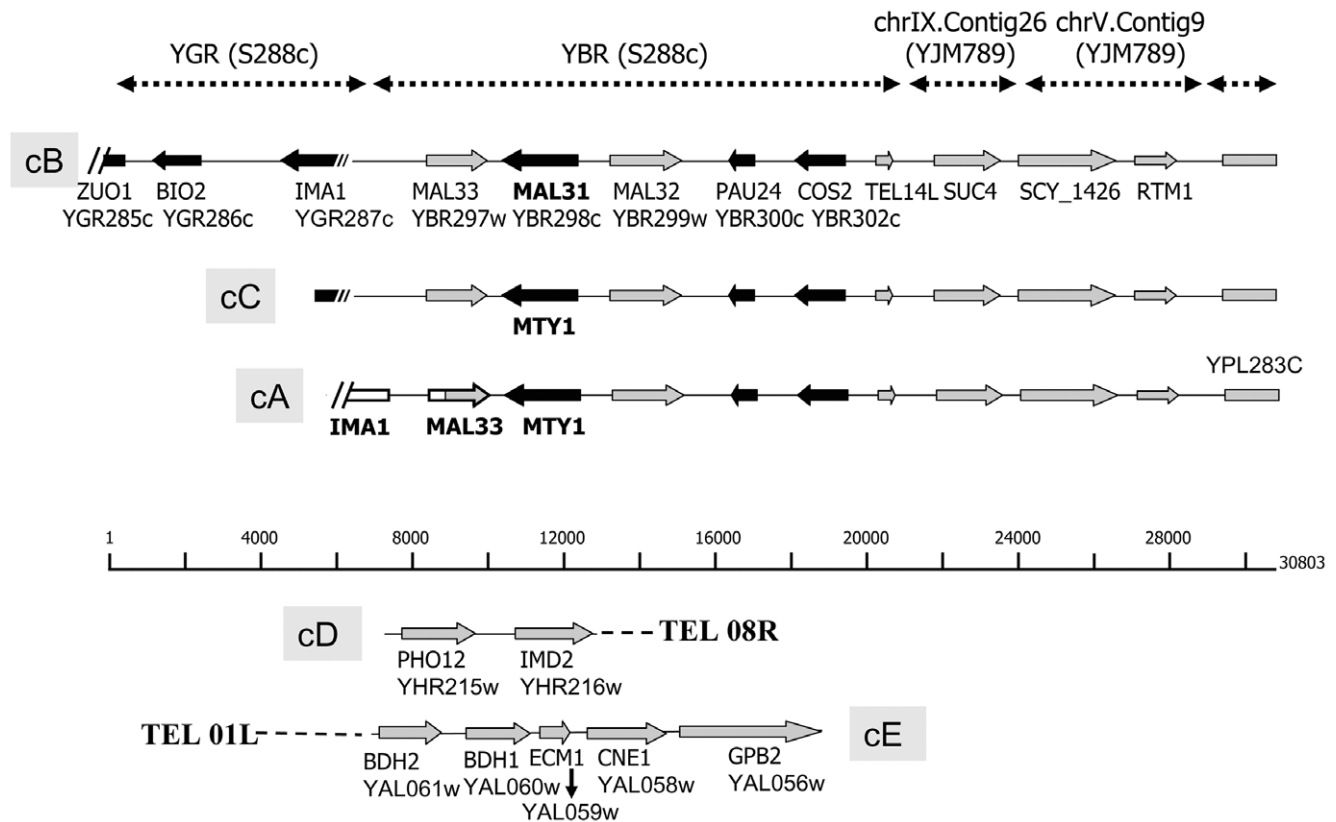 YGR (S288c)
YBR (S288c)
chrIX.Contig26
(YJM789)
chrV.Contig9
(YJM789)
cB
ZUO1 BIO2 IMA1 MAL33 MAL31 MAL32 PAU24 COS2 TEL14L SUC4 SCY_1426 RTM1
YGR285c YGR286c YGR287c YBR297w YBR298c YBR299w YBR300c YBR302c
cC
MTY1
YPL283C
cA
IMA1 MAL33 MTY1
1 4000 8000 12000 16000 20000 24000 28000
30803
cD
TEL 08R
PHO12 IMD2
YHR215w YHR216w
TEL 01L
cE
BDH2 BDH1 ECM1 CNE1 GPB2
YAL061w YAL060w YAL058w YAL056w
YAL059w